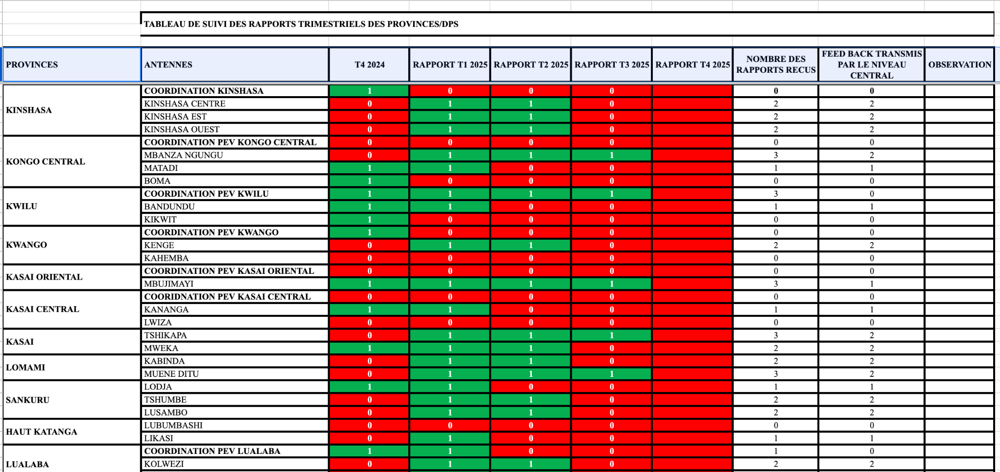 TABLEAU DE SUIVI DES RAPPORTS TRIMESTRIELS DES PROVINCES/DPS
PROVINCES ANTENNES T4 2024 RAPPORT T1 2025 RAPPORT T2 2025 RAPPORT T3 2025 RAPPORT T4 2025 NOMBRE DES RAPPORTS RECUS FEED BACK TRANSMIS PAR LE NIVEAU CENTRAL OBSERVATION
KINSHASA
COORDINATION KINSHASA 1 0 0 0 0 0
KINSHASA CENTRE 0 1 1 0 2 2
KINSHASA EST 0 1 1 0 2 2
KINSHASA OUEST 0 1 1 0 2 2
KONGO CENTRAL
COORDINATION PEV KONGO CENTRAL 0 0 0 0 0 0
MBANZA NGUNGU 0 1 1 1 3 2
MATADI 1 1 0 0 1 1
BOMA 1 0 0 0 0 0
KWILU
COORDINATION PEV KWILU 1 1 1 1 3 0
BANDUNDU 1 1 0 0 1 1
KIKWIT 1 0 0 0 0 0
KWANGO
COORDINATION PEV KWANGO 1 0 0 0 0 0
KENGE 0 1 1 0 2 2
KAHEMBA 0 0 0 0 0 0
KASAI ORIENTAL
COORDINATION PEV KASAI ORIENTAL 0 0 0 0 0 0
MBUJIMAYI 1 1 1 1 3 1
KASAI CENTRAL
COORIDNATION PEV KASAI CENTRAL 0 0 0 0 0 0
KANANGA 1 1 0 0 1 1
LWIZA 0 0 0 0 0 0
KASAI
TSHIKAPA 0 1 1 1 3 2
MWEKA 1 1 1 0 2 2
LOMAMI
KABINDA 0 1 1 0 2 2
MUENE DITU 0 1 1 1 3 2
SANKURU
LODJA 1 1 0 0 1 1
TSHUMBE 0 1 1 0 2 2
LUSAMBO 0 1 1 0 2 2
HAUT KATANGA
LUBUMBASHI 0 0 0 0 0 0
LIKASI 0 1 0 0 1 1
LUALABA
COORDINATION PEV LUALABA 1 1 0 0 1 0
KOLWEZI 0 1 1 0 2 2